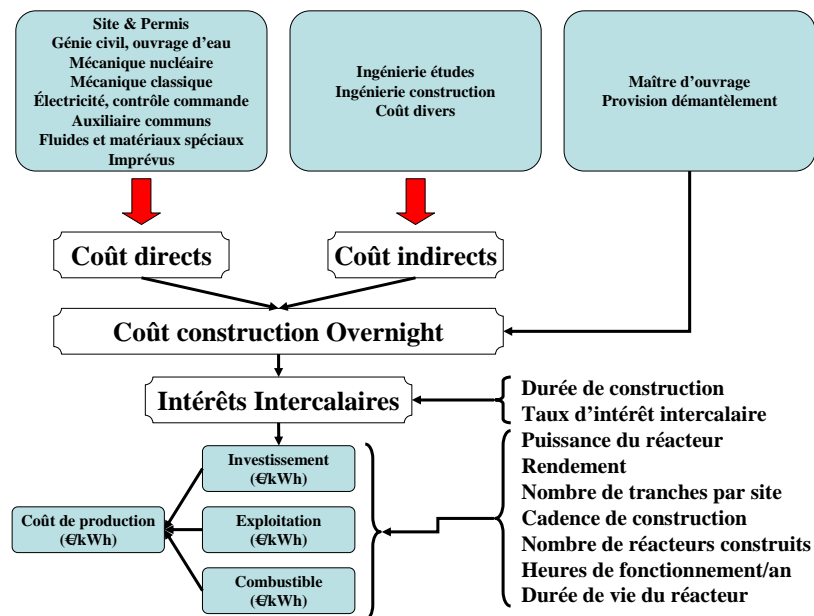 Site & Permis
Génie civil, ouvrage d'eau
Mécanique nucléaire
Mécanique classique
Électricité, contrôle commande
Auxiliaire communs
Fluides et matériaux spéciaux
Imprévus
Ingénierie études
Ingénierie construction
Coût divers
Maître d'ouvrage
Provision démantèlement
Coût directs
Coût indirects
Coût construction Overnight
Intérêts Intercalaires
Durée de construction
Taux d'intérêt intercalaire
Puissance du réacteur
Rendement
Nombre de tranches par site
Cadence de construction
Nombre de réacteurs construits
Heures de fonctionnement/an
Durée de vie du réacteur
Investissement
(€/kWh)
Coût de production
(€/kWh)
Exploitation
(€/kWh)
Combustible
(€/kWh)